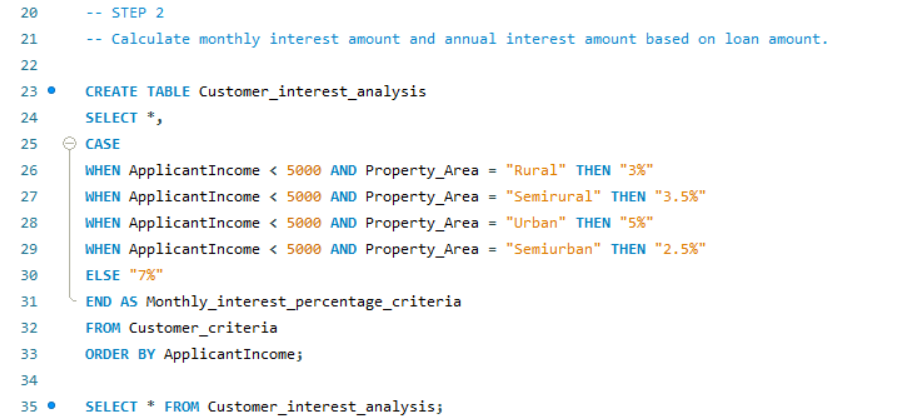 20 -- STEP 2
21 -- Calculate monthly interest amount and annual interest amount based on loan amount.
22
23 CREATE TABLE Customer_interest_analysis
24 SELECT *,
25 CASE
26 WHEN ApplicantIncome < 5000 AND Property_Area = "Rural" THEN "3%"
27 WHEN ApplicantIncome < 5000 AND Property_Area = "Semirural" THEN "3.5%"
28 WHEN ApplicantIncome < 5000 AND Property_Area = "Urban" THEN "5%"
29 WHEN ApplicantIncome < 5000 AND Property_Area = "Semiurban" THEN "2.5%"
30 ELSE "7%"
31 END AS Monthly_interest_percentage_criteria
32 FROM Customer_criteria
33 ORDER BY ApplicantIncome;
34
35 SELECT * FROM Customer_interest_analysis;